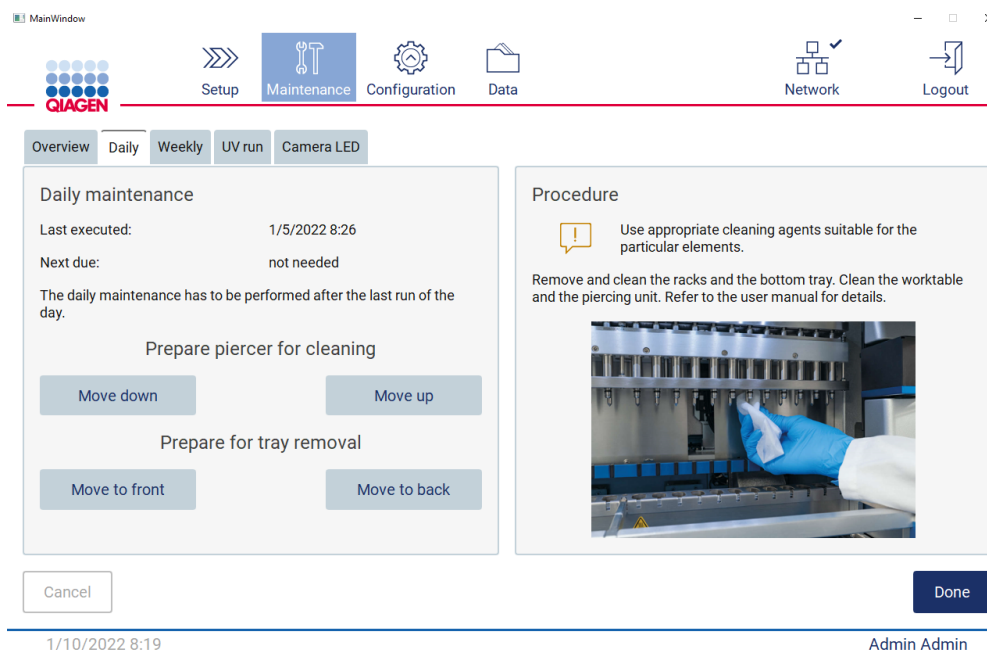 MainWindow
QIAGEN
Setup
Maintenance
Configuration
Data
Network
Logout
Overview
Daily
Weekly
UV run
Camera LED
Daily maintenance
Last executed: 1/5/2022 8:26
Next due: not needed
The daily maintenance has to be performed after the last run of the
day.
Prepare piercer for cleaning
Move down
Move up
Prepare for tray removal
Move to front
Move to back
Procedure
!
Use appropriate cleaning agents suitable for the
particular elements.
Remove and clean the racks and the bottom tray. Clean the worktable
and the piercing unit. Refer to the user manual for details.
Cancel
Done
1/10/2022 8:19
Admin Admin